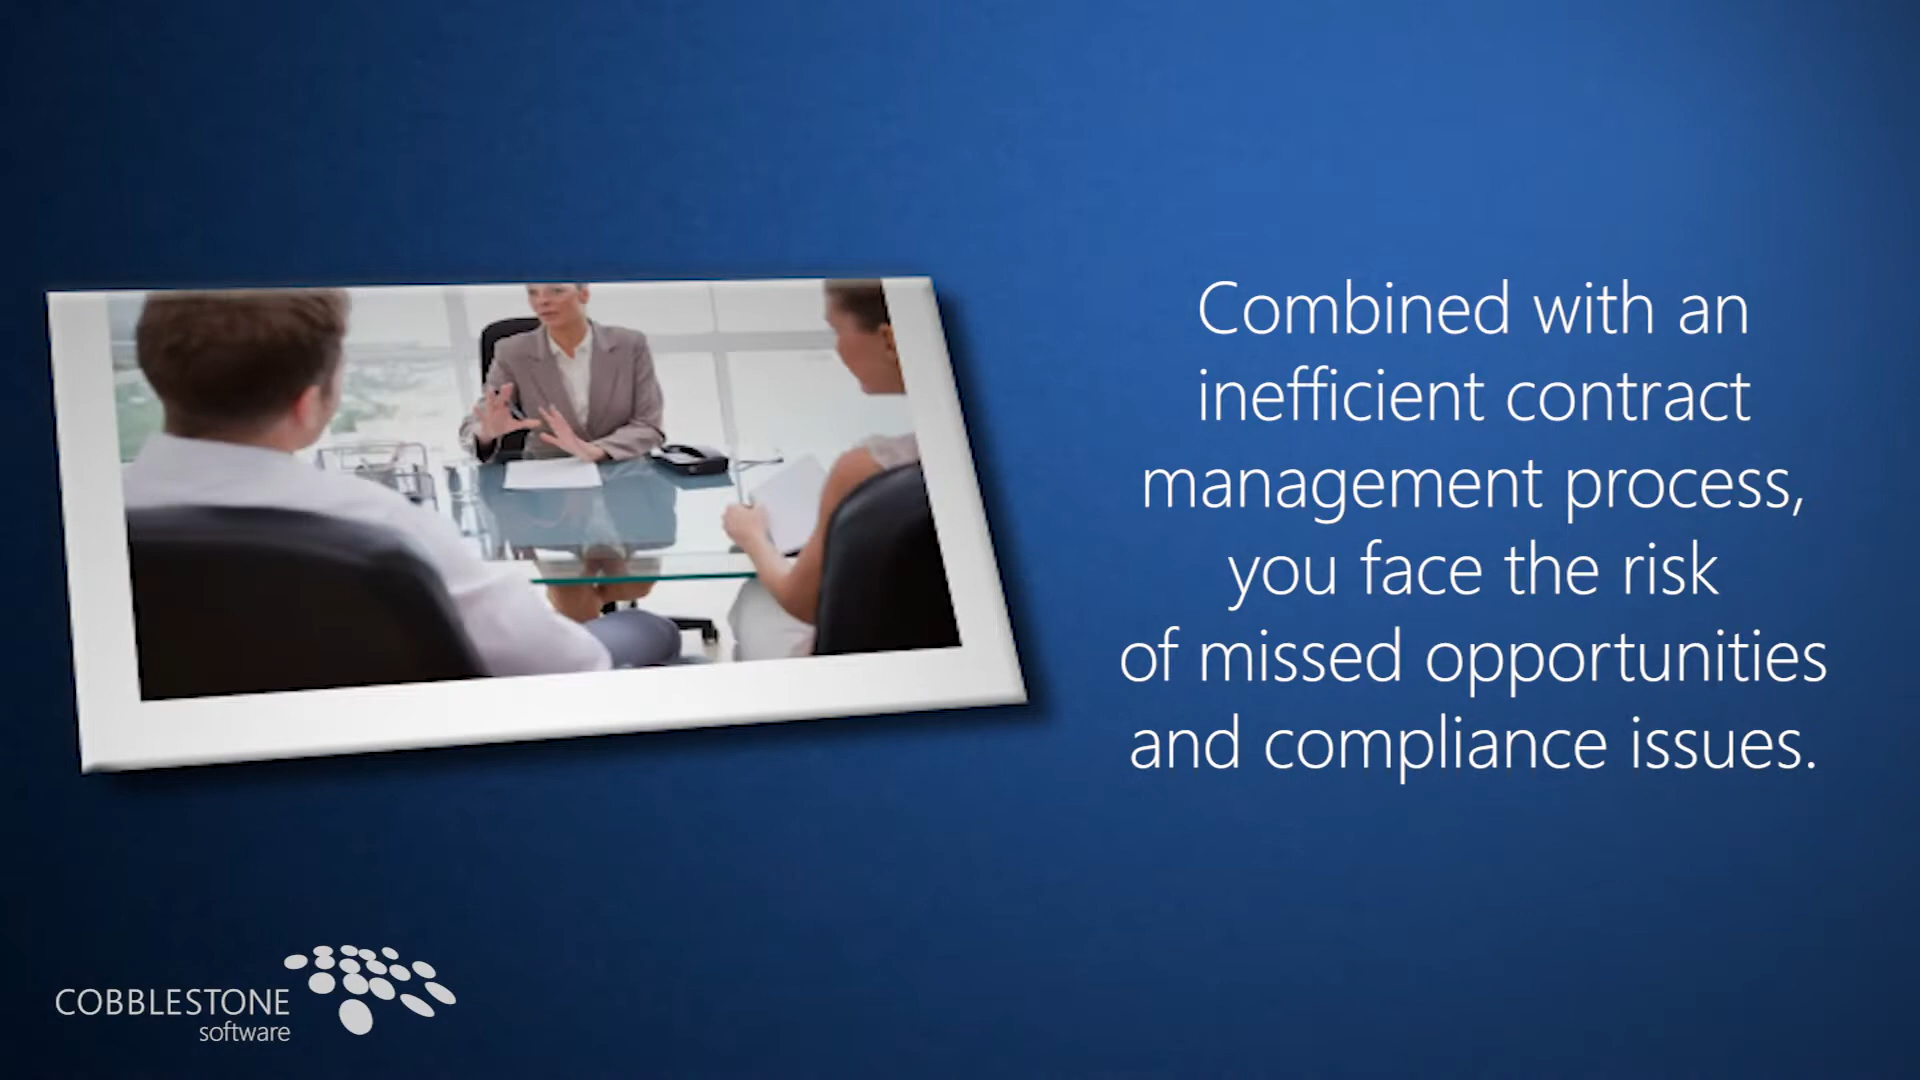 Combined with an
inefficient contract
management process,
you face the risk
of missed opportunities
and compliance issues.
COBBLESTONE
software